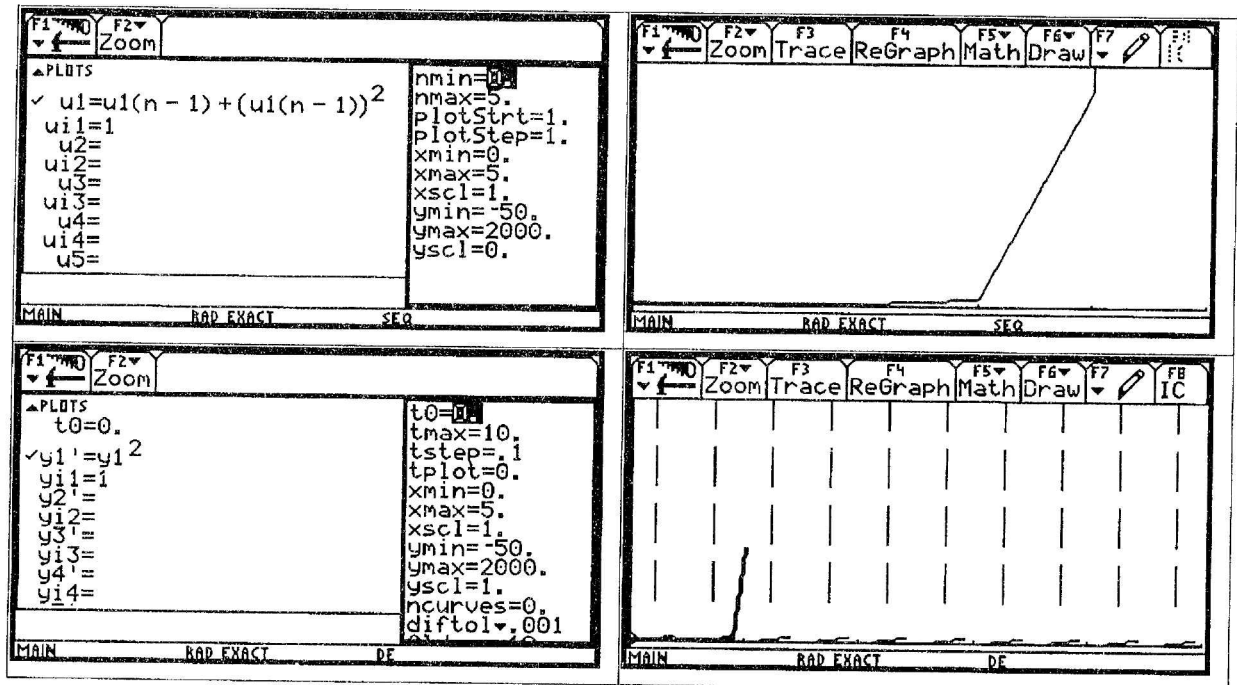 F1 F2 Zoom
PLOTS
✓ u1=u1(n - 1) + (u1(n - 1))²
ui1=1
u2=
ui2=
u3=
ui3=
u4=
ui4=
u5=
nmin=0.
nmax=5.
plotStrt=1.
plotStep=1.
xmin=0.
xmax=5.
xscl=1.
ymin=-50.
ymax=2000.
yscl=0.
MAIN RAD EXACT SEQ
F1 F2 Zoom F3 Trace F4 ReGraph F5 Math F6 Draw F7
MAIN RAD EXACT SEQ
F1 F2 Zoom
PLOTS
t0=0.
✓y1'=y1²
yi1=1
y2'=
yi2=
y3'=
yi3=
y4'=
yi4=
t0=0.
tmax=10.
tstep=.1
tplot=0.
xmin=0.
xmax=5.
xscl=1.
ymin=-50.
ymax=2000.
yscl=1.
ncurves=0.
diftol=.001
MAIN RAD EXACT DE
F1 F2 Zoom F3 Trace F4 ReGraph F5 Math F6 Draw F7 F8 IC
MAIN RAD EXACT DE